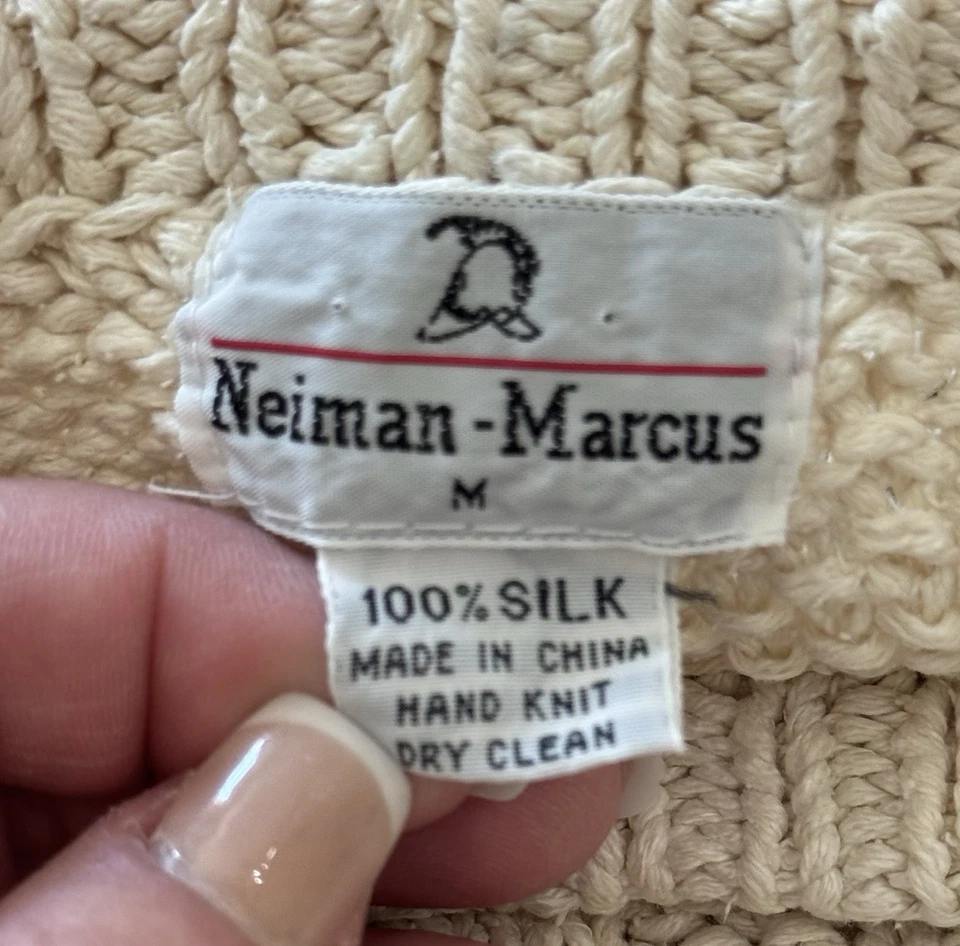 Neiman-Marcus
M
100% SILK
MADE IN CHINA
HAND KNIT
DRY CLEAN